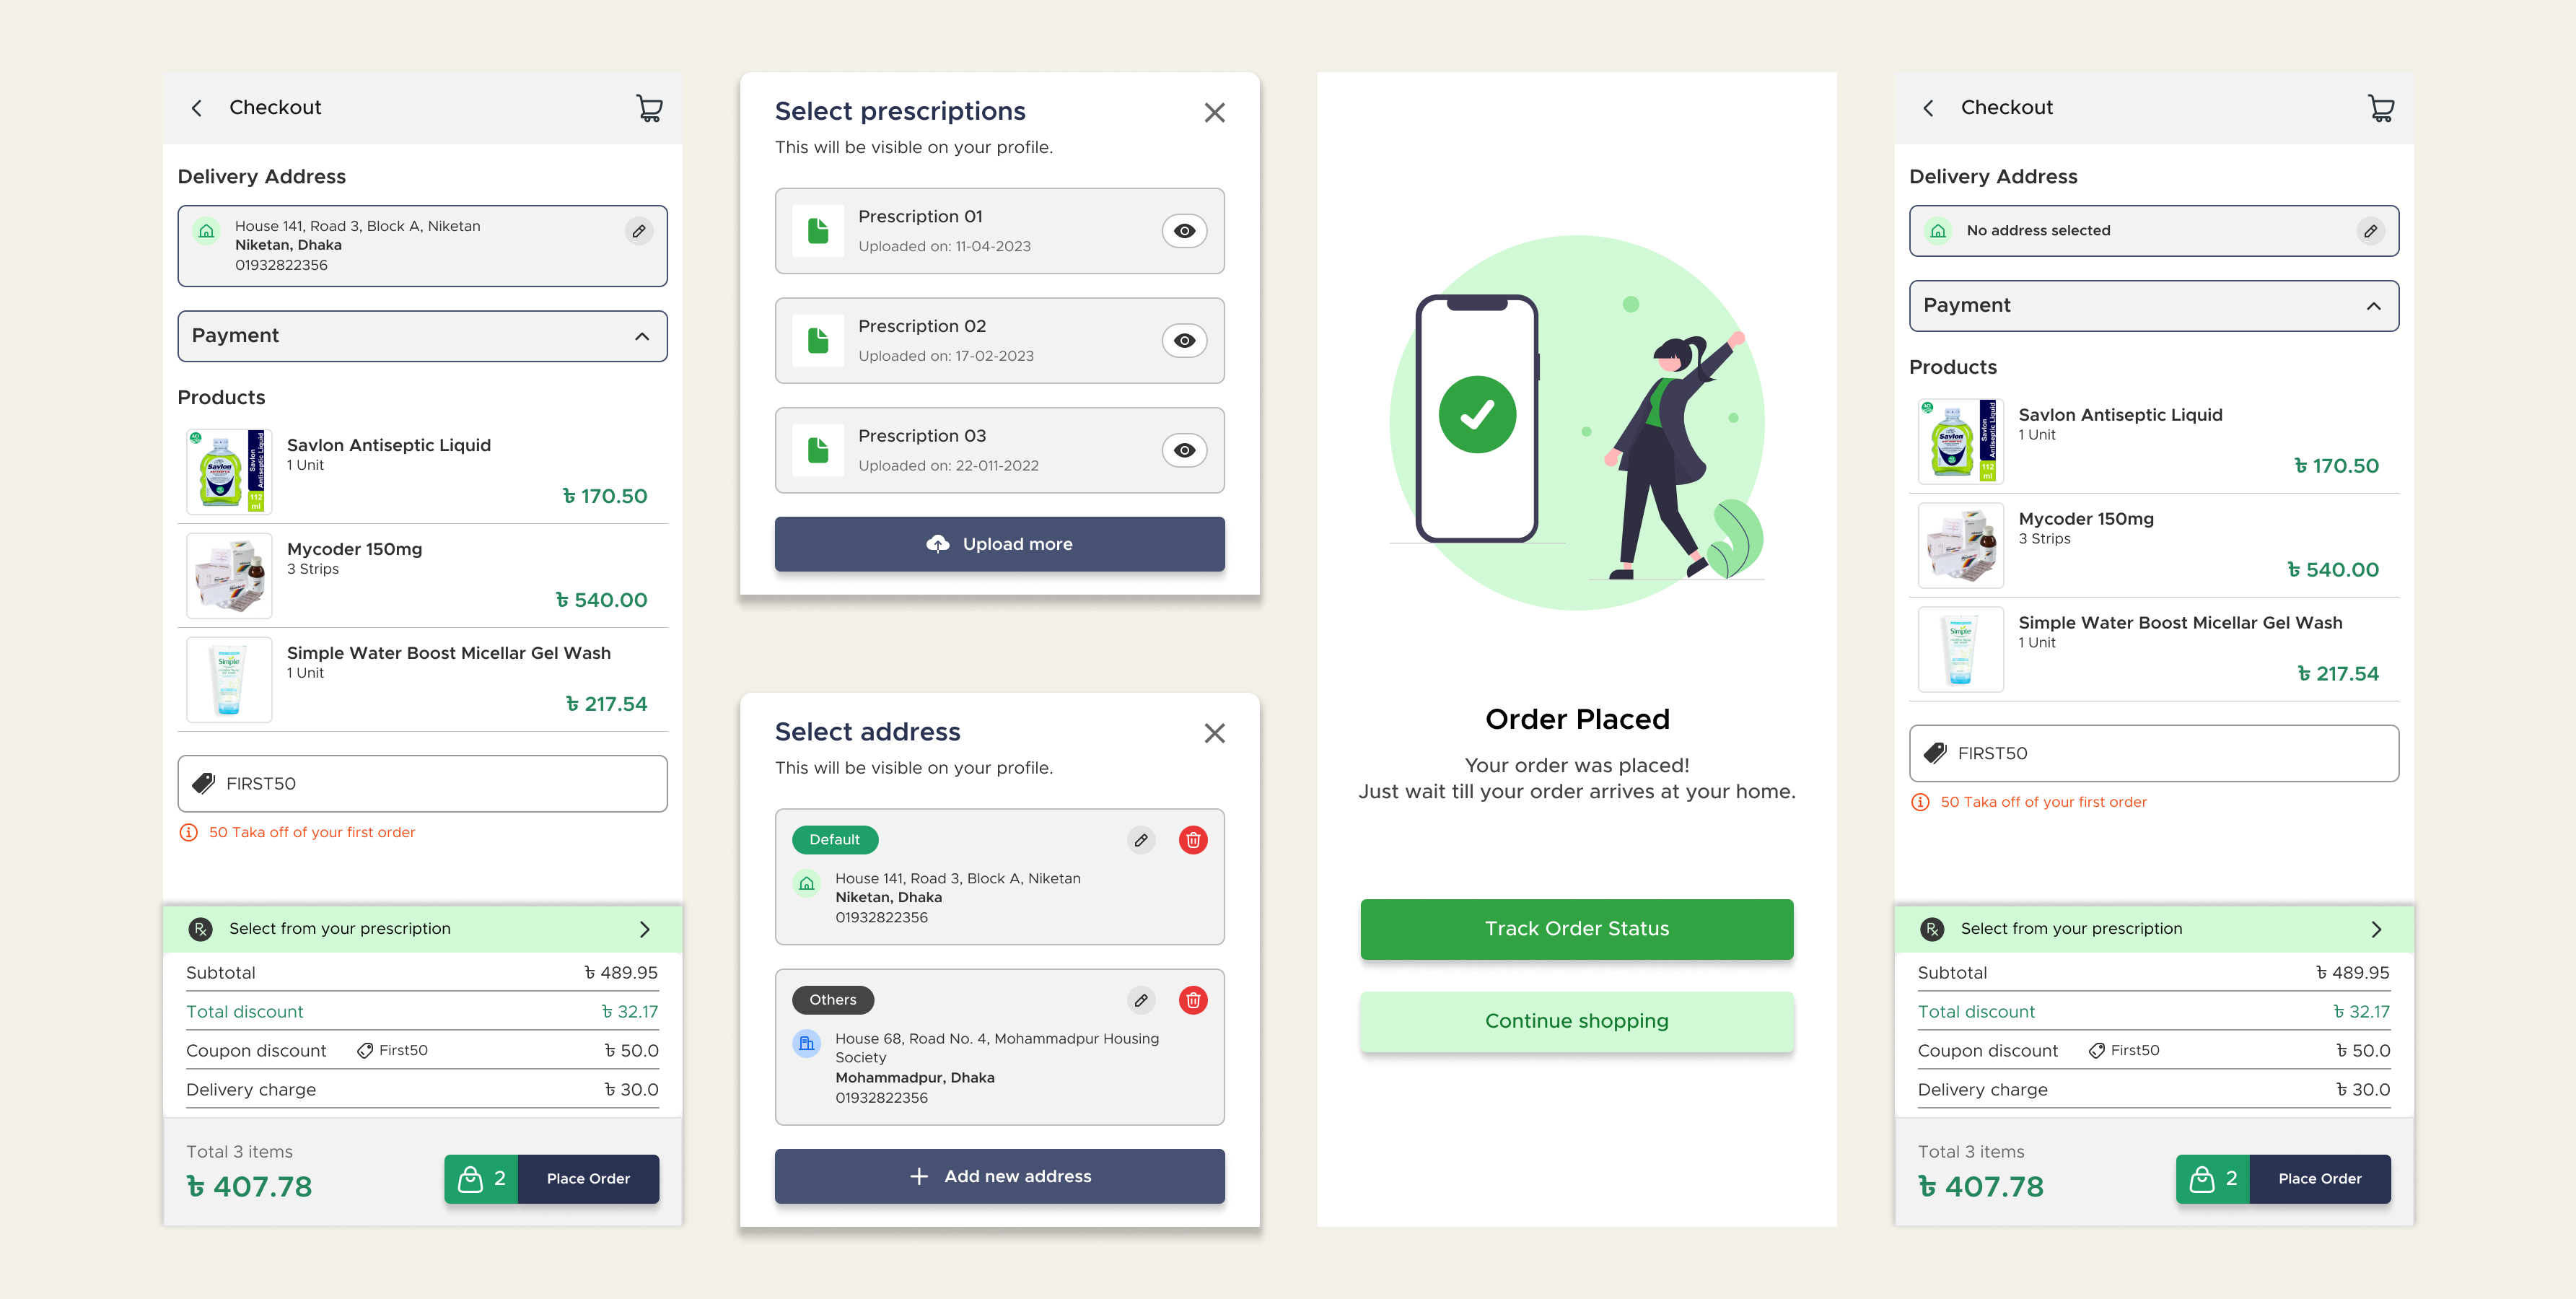 Checkout
Delivery Address
House 141, Road 3, Block A, Niketan
Niketan, Dhaka
01932822356
Payment
Products
Savlon Antiseptic Liquid
1 Unit
৳ 170.50
Mycoder 150mg
3 Strips
৳ 540.00
Simple Water Boost Micellar Gel Wash
1 Unit
৳ 217.54
FIRST50
50 Taka off of your first order
Select from your prescription
Subtotal ৳ 489.95
Total discount ৳ 32.17
Coupon discount First50 ৳ 50.0
Delivery charge ৳ 30.0
Total 3 items
৳ 407.78
2 Place Order
Select prescriptions
This will be visible on your profile.
Prescription 01
Uploaded on: 11-04-2023
Prescription 02
Uploaded on: 17-02-2023
Prescription 03
Uploaded on: 22-011-2022
Upload more
Select address
This will be visible on your profile.
Default
House 141, Road 3, Block A, Niketan
Niketan, Dhaka
01932822356
Others
House 68, Road No. 4, Mohammadpur Housing
Society
Mohammadpur, Dhaka
01932822356
Add new address
Order Placed
Your order was placed!
Just wait till your order arrives at your home.
Track Order Status
Continue shopping
Checkout
Delivery Address
No address selected
Payment
Products
Savlon Antiseptic Liquid
1 Unit
৳ 170.50
Mycoder 150mg
3 Strips
৳ 540.00
Simple Water Boost Micellar Gel Wash
1 Unit
৳ 217.54
FIRST50
50 Taka off of your first order
Select from your prescription
Subtotal ৳ 489.95
Total discount ৳ 32.17
Coupon discount First50 ৳ 50.0
Delivery charge ৳ 30.0
Total 3 items
৳ 407.78
2 Place Order